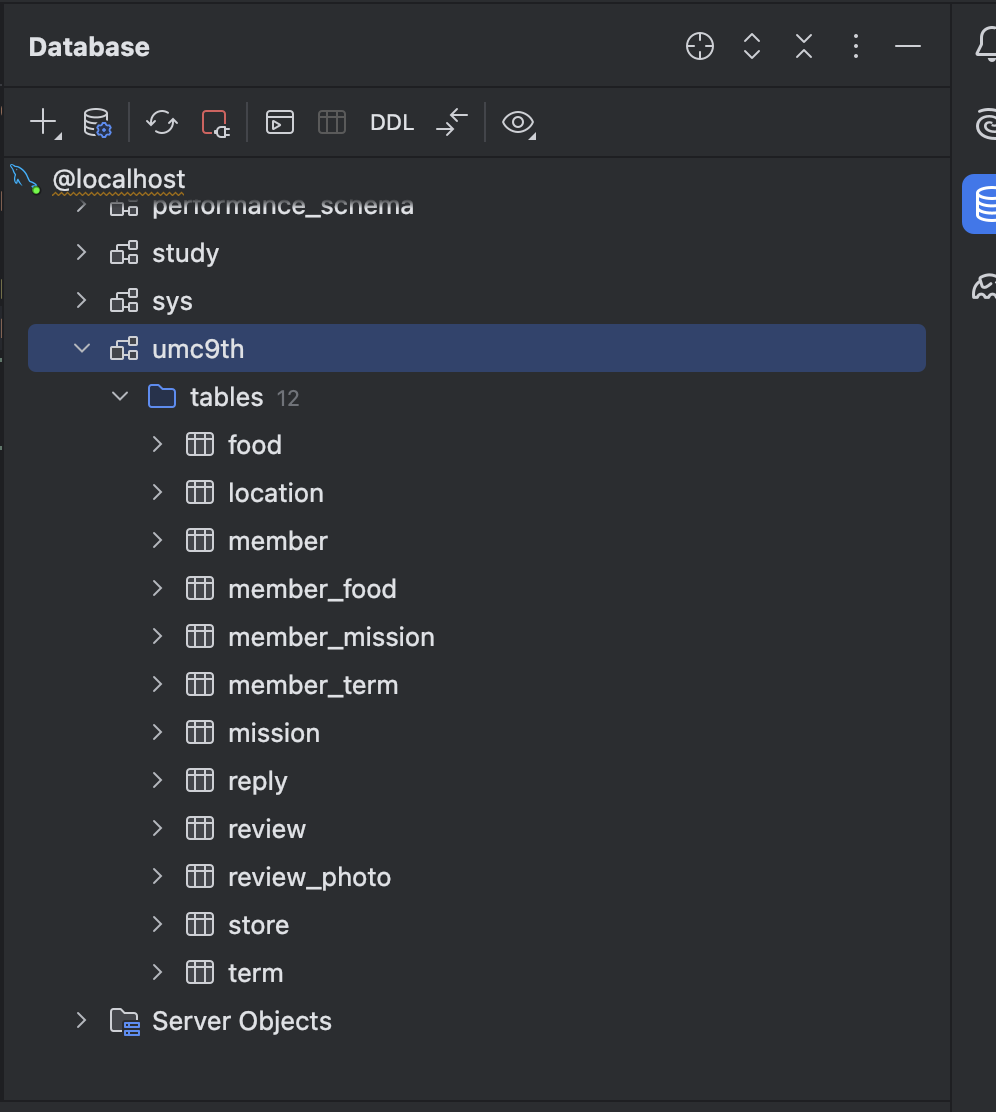 Database
DDL
@localhost
performance_schema
study
sys
umc9th
tables 12
food
location
member
member_food
member_mission
member_term
mission
reply
review
review_photo
store
term
Server Objects